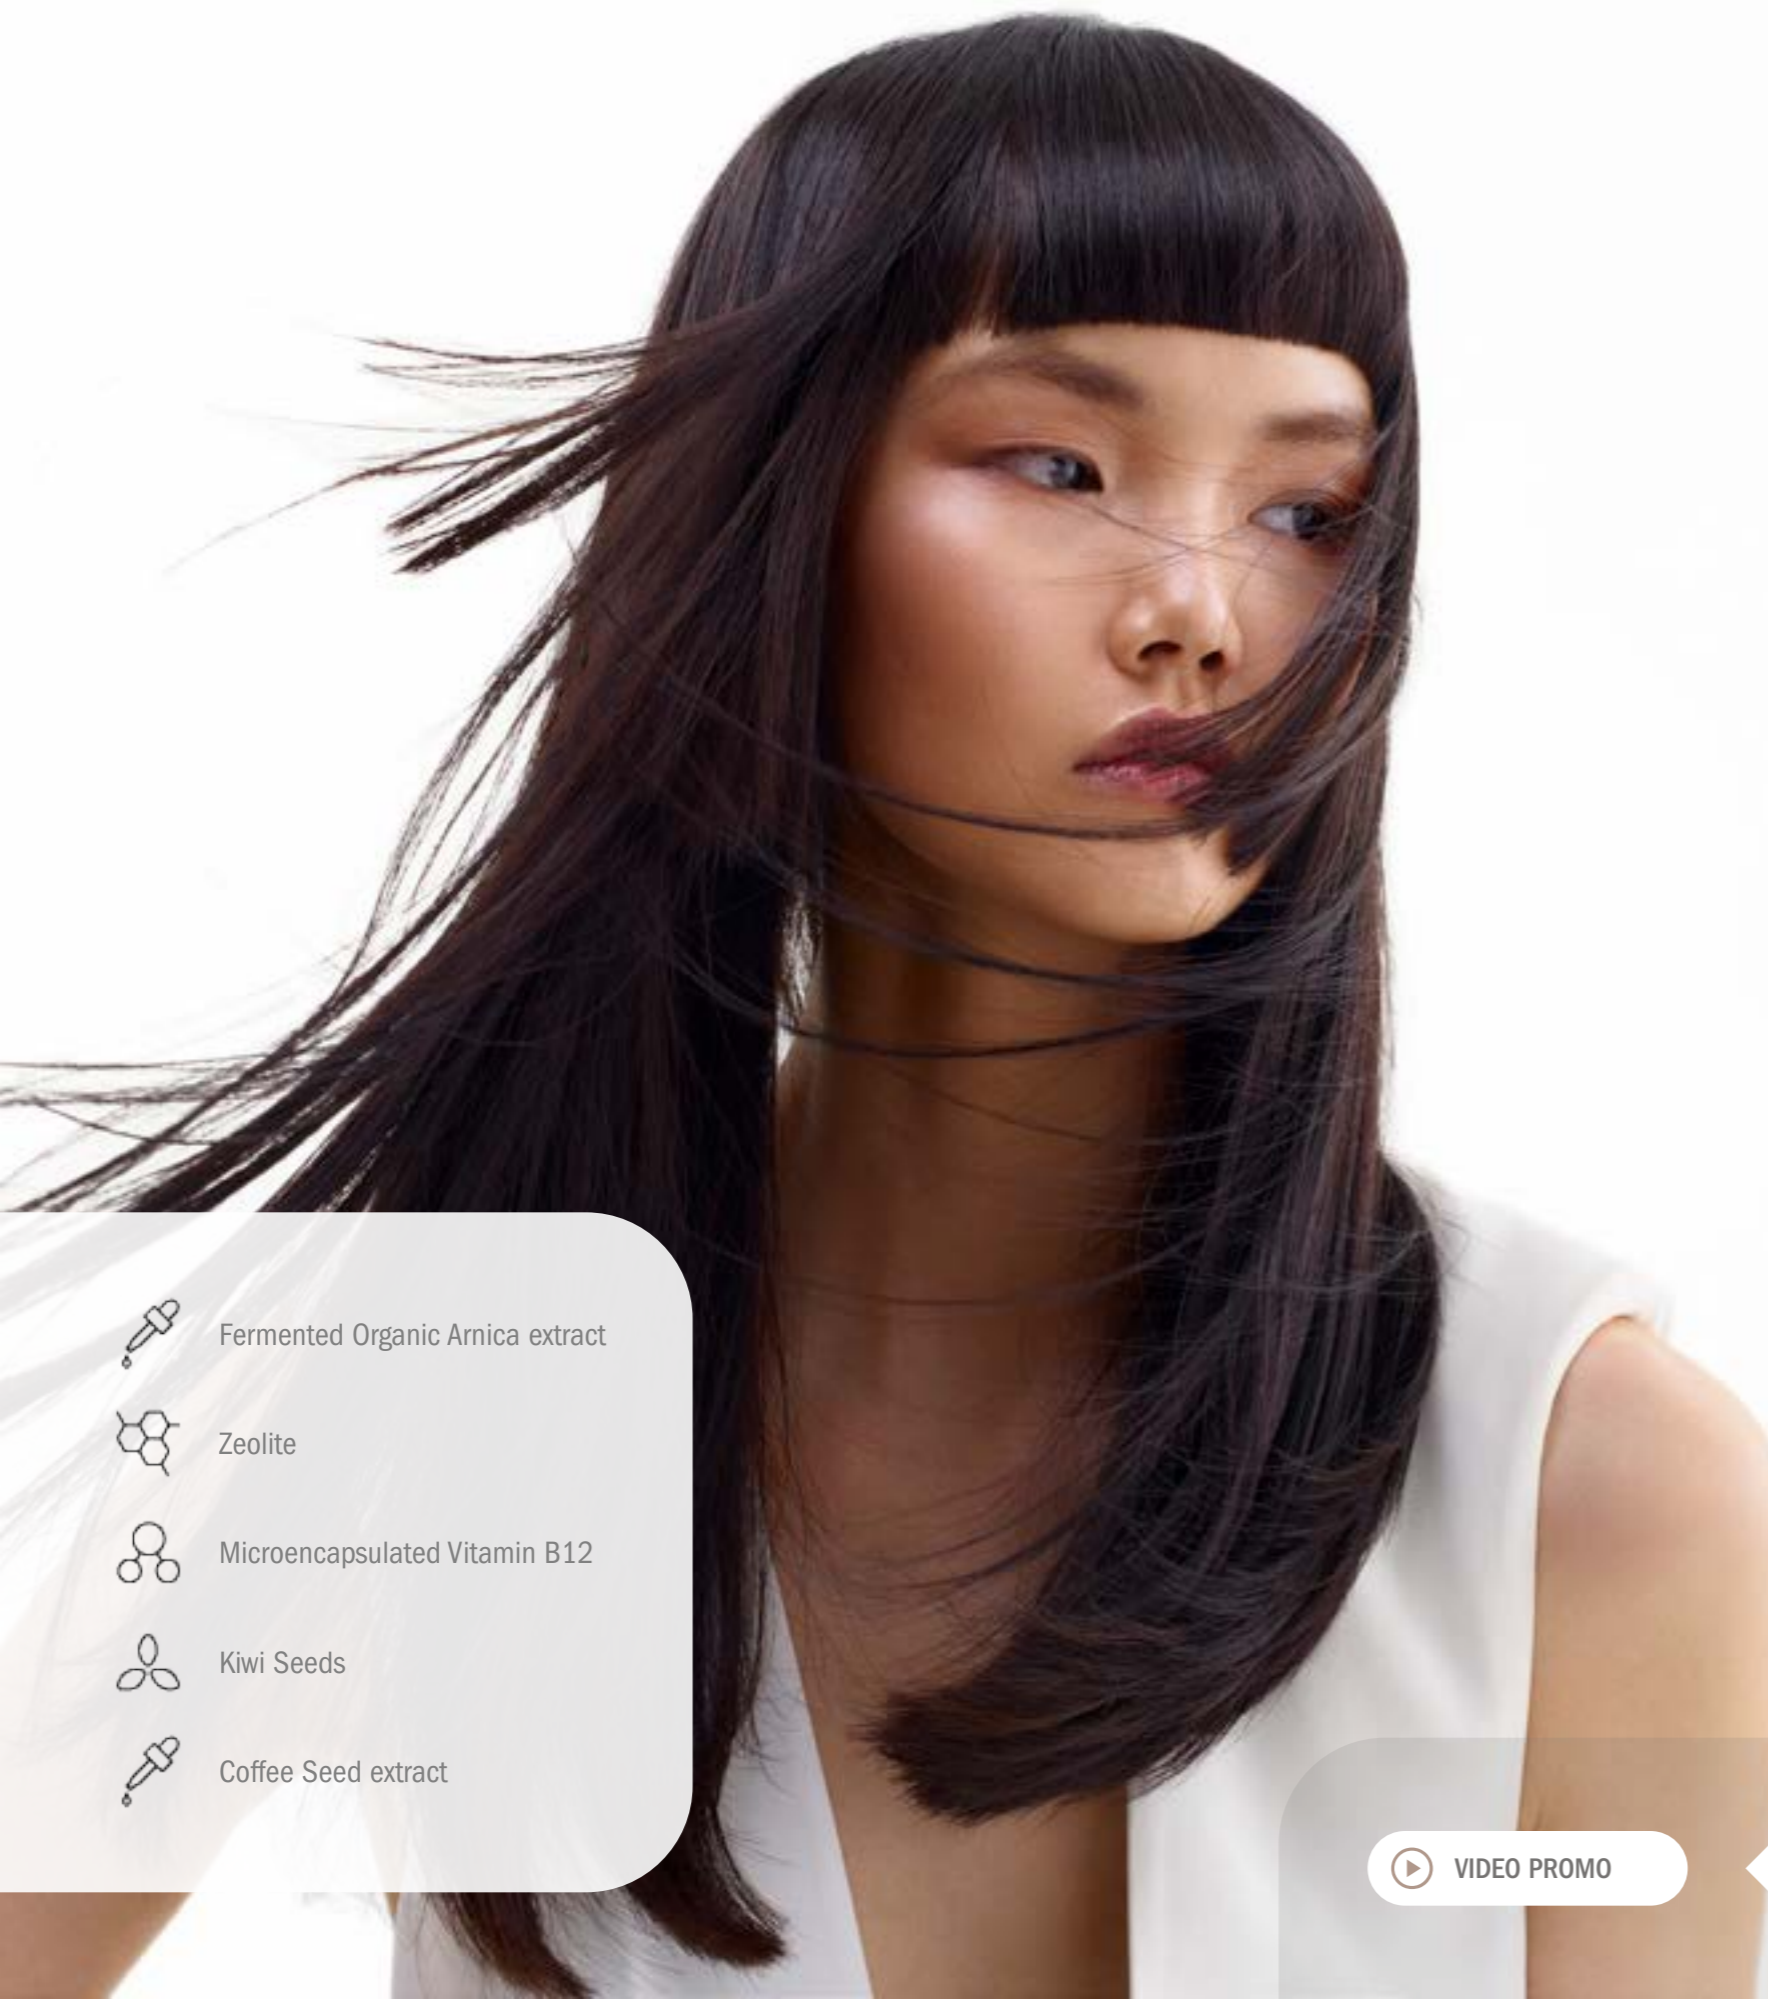 Fermented Organic Arnica extract
Zeolite
Microencapsulated Vitamin B12
Kiwi Seeds
Coffee Seed extract
VIDEO PROMO